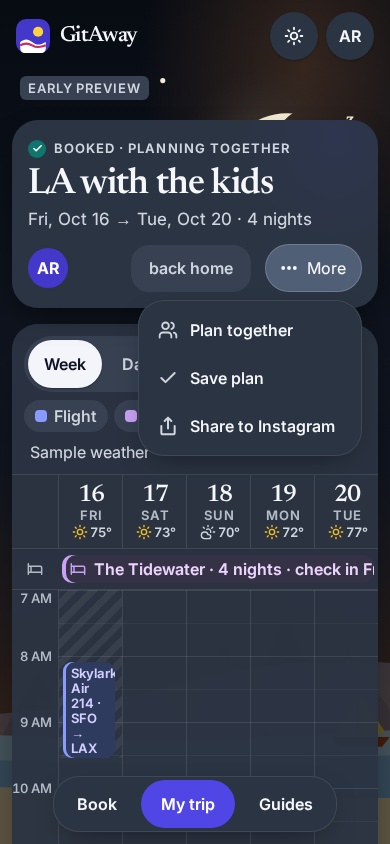 GitAway
AR
EARLY PREVIEW
BOOKED · PLANNING TOGETHER
LA with the kids
Fri, Oct 16 → Tue, Oct 20 · 4 nights
AR
back home
More
Plan together
Save plan
Share to Instagram
Week
Flight
Sample weather
16 17 18 19 20
FRI SAT SUN MON TUE
75° 73° 70° 72° 77°
The Tidewater · 4 nights · check in
7 AM
8 AM
Skylark
Air
214 ·
SFO
→
LAX
9 AM
10 AM
Book
My trip
Guides